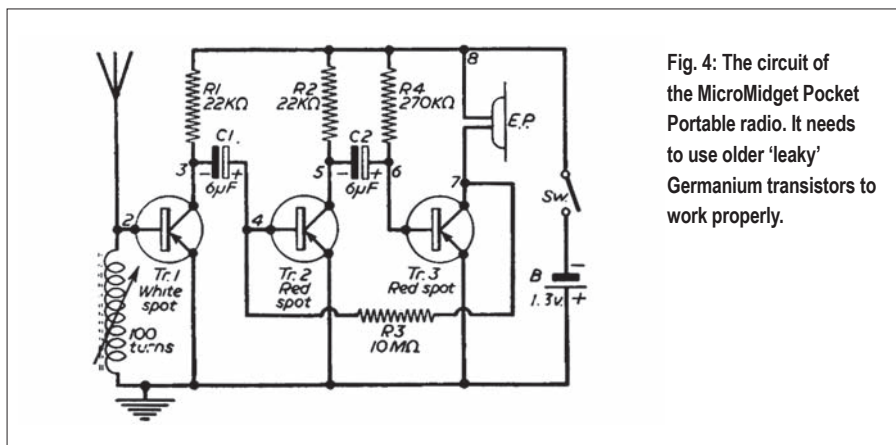 8
R1
22KΩ
R2
22KΩ
R4
270KΩ
E.P.
C1.
C2
3
- +
6µF
5
- +
6µF
6
7
Sw.
2
4
Tr.1
White
spot
Tr.2
Red
spot
Tr.3
Red spot
B
-
+
1.3v.
R3
10MΩ
100
turns
Fig. 4: The circuit of
the MicroMidget Pocket
Portable radio. It needs
to use older ‘leaky’
Germanium transistors to
work properly.